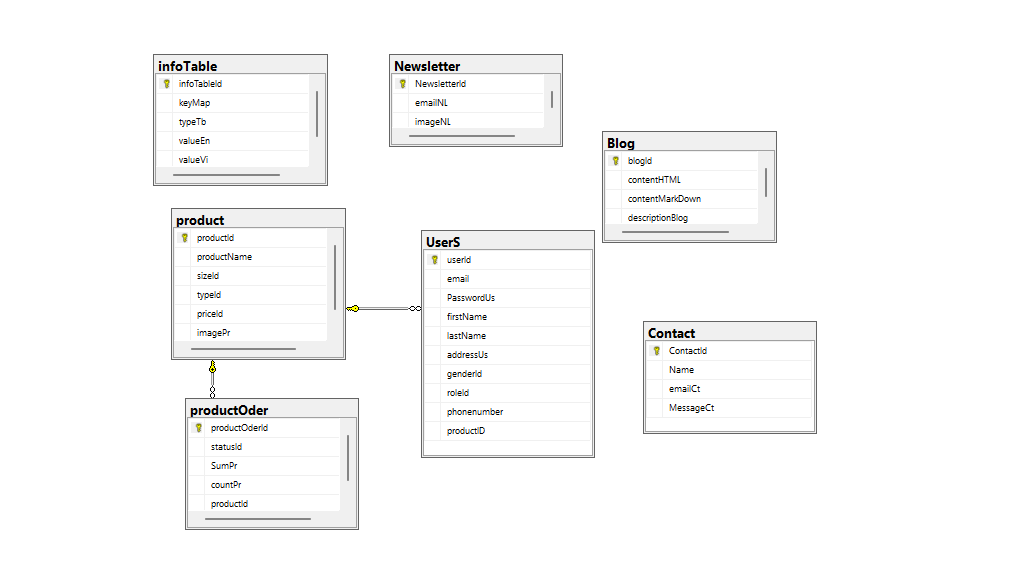 infoTable
infoTableId
keyMap
typeTb
valueEn
valueVi
Newsletter
NewsletterId
emailNL
imageNL
Blog
blogId
contentHTML
contentMarkDown
descriptionBlog
product
productId
productName
sizeId
typeId
priceId
imagePr
UserS
userId
email
PasswordUs
firstName
lastName
addressUs
genderId
roleId
phonenumber
productID
Contact
ContactId
Name
emailCt
MessageCt
productOder
productOderId
statusId
SumPr
countPr
productId